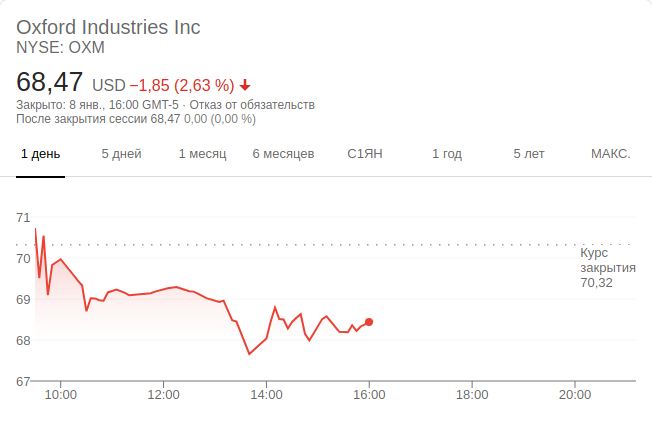 Oxford Industries Inc
NYSE: OXM
68,47 USD −1,85 (2,63 %)
Закрыто: 8 янв., 16:00 GMT-5 · Отказ от обязательств
После закрытия сессии 68,47 0,00 (0,00 %)
1 день 5 дней 1 месяц 6 месяцев С1ЯН 1 год 5 лет МАКС.
71
70
69
68
67
Курс
закрытия
70,32
10:00 12:00 14:00 16:00 18:00 20:00